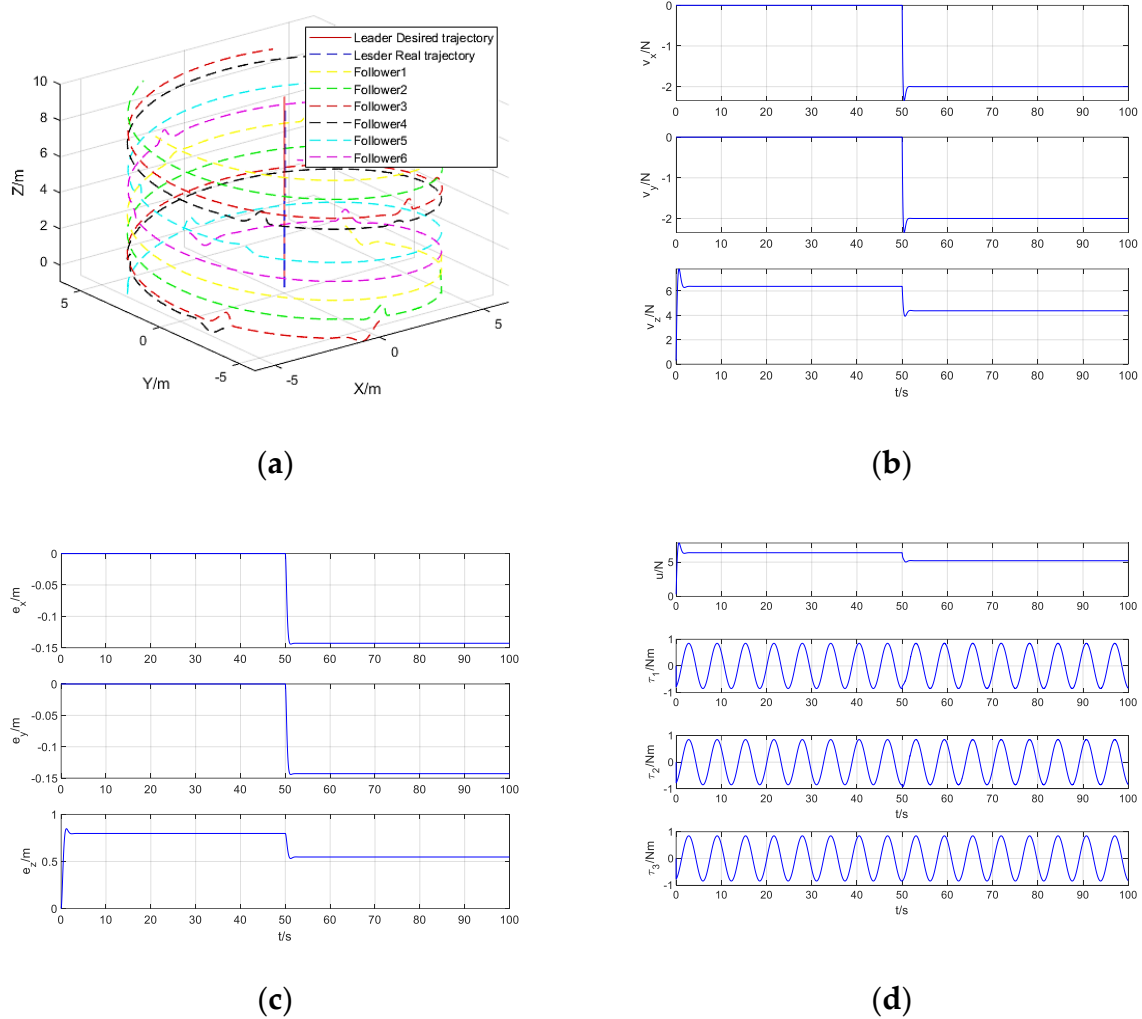 Leader Desired trajectory
Lesder Real trajectory
Follower1
Follower2
Follower3
Follower4
Follower5
Follower6
10
8
6
4
2
0
Z/m
5
0
-5
Y/m
-5
0
5
X/m
(a)
0
-1
-2
v_x/N
0 10 20 30 40 50 60 70 80 90 100
0
-1
-2
v_y/N
0 10 20 30 40 50 60 70 80 90 100
6
4
2
0
v_z/N
0 10 20 30 40 50 60 70 80 90 100
t/s
(b)
0
-0.05
-0.1
-0.15
e_x/m
0 10 20 30 40 50 60 70 80 90 100
0
-0.05
-0.1
-0.15
e_y/m
0 10 20 30 40 50 60 70 80 90 100
1
0.5
0
e_z/m
0 10 20 30 40 50 60 70 80 90 100
t/s
(c)
5
0
u/N
0 10 20 30 40 50 60 70 80 90 100
1
0
-1
τ_1/Nm
0 10 20 30 40 50 60 70 80 90 100
1
0
-1
τ_2/Nm
0 10 20 30 40 50 60 70 80 90 100
t/s
1
0
-1
τ_3/Nm
0 10 20 30 40 50 60 70 80 90 100
t/s
(d)